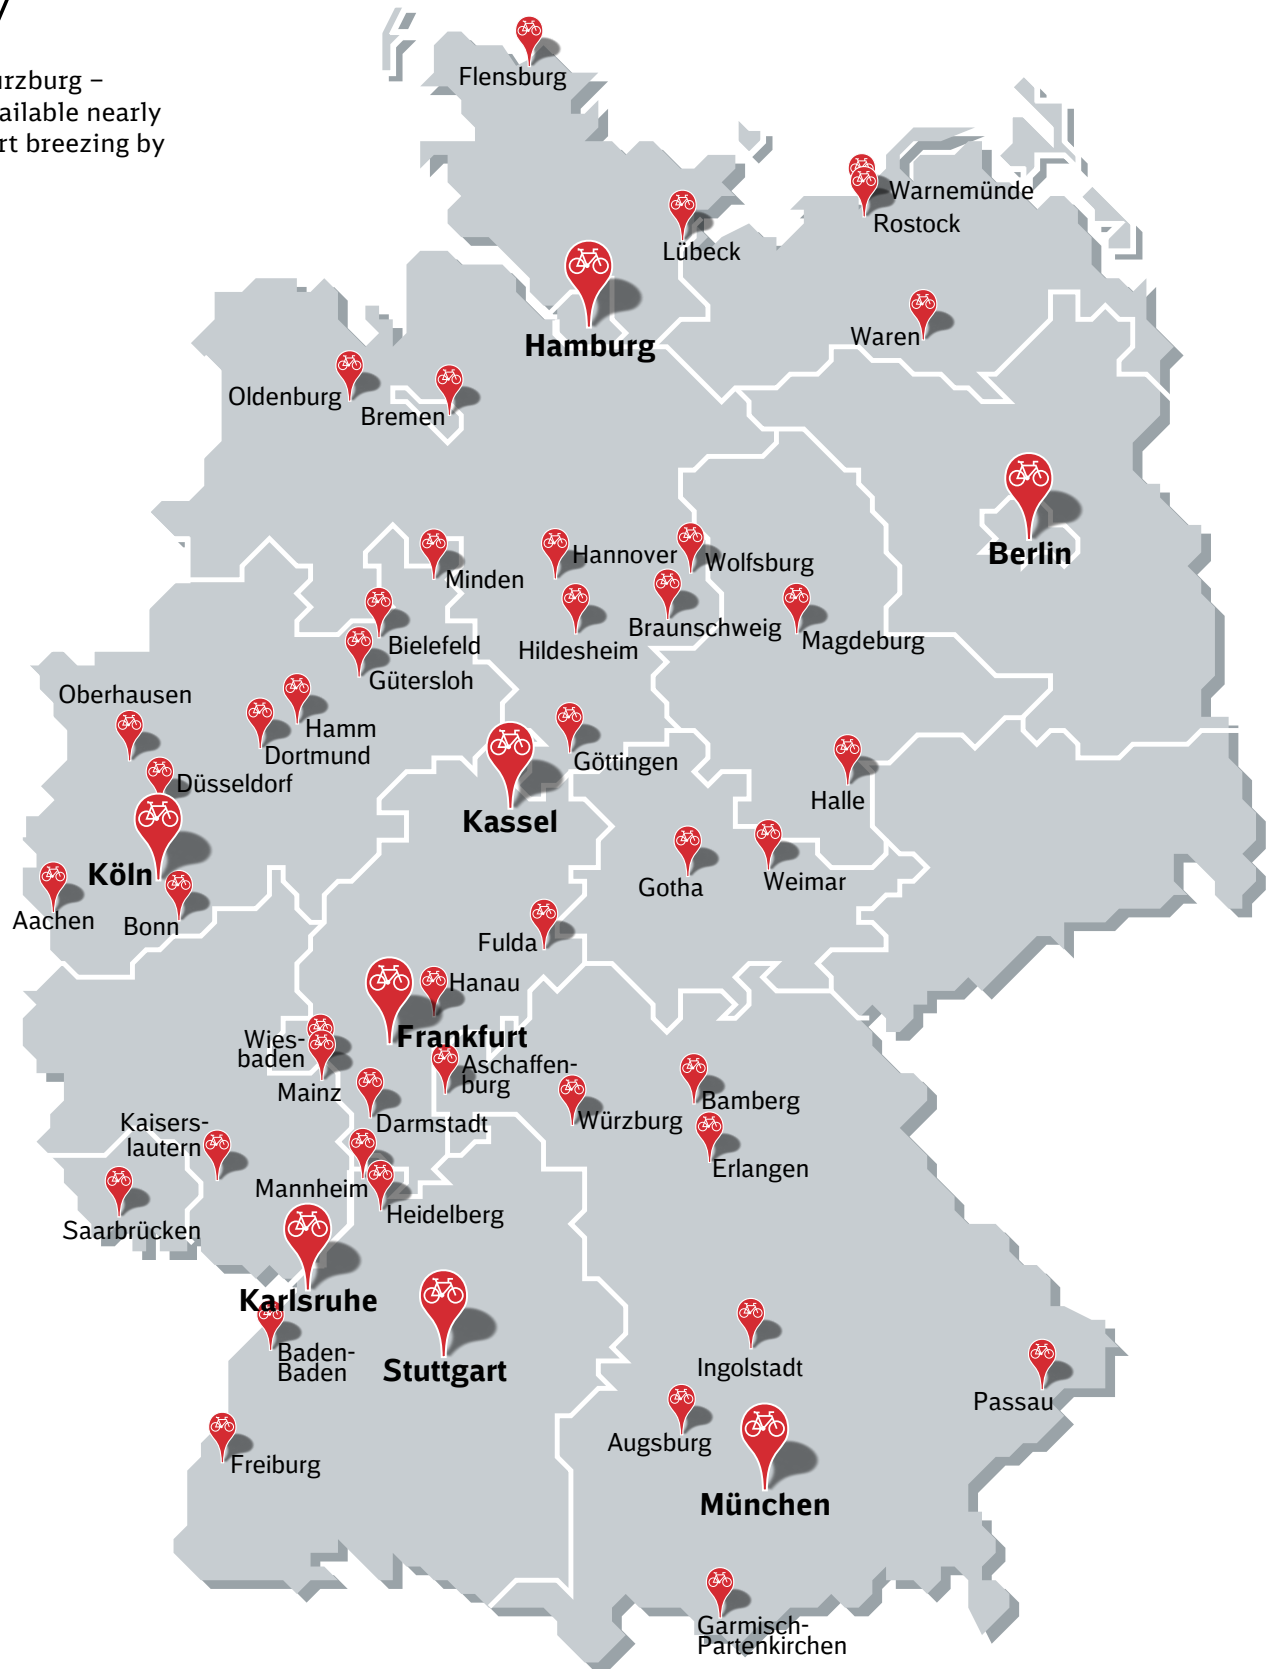 ailable nearly
rt breezing by
Flensburg
Warnemünde
Rostock
Lübeck
Waren
Hamburg
Oldenburg
Bremen
Berlin
Hannover
Wolfsburg
Minden
Braunschweig
Magdeburg
Bielefeld
Hildesheim
Gütersloh
Oberhausen
Hamm
Dortmund
Göttingen
Düsseldorf
Halle
Kassel
Köln
Weimar
Gotha
Aachen
Bonn
Fulda
Hanau
Frankfurt
Wies-
baden
Aschaffen-
burg
Mainz
Bamberg
Darmstadt
Würzburg
Kaisers-
lautern
Erlangen
Mannheim
Heidelberg
Saarbrücken
Karlsruhe
Baden-
Baden
Stuttgart
Ingolstadt
Passau
Augsburg
Freiburg
München
Garmisch-
Partenkirchen